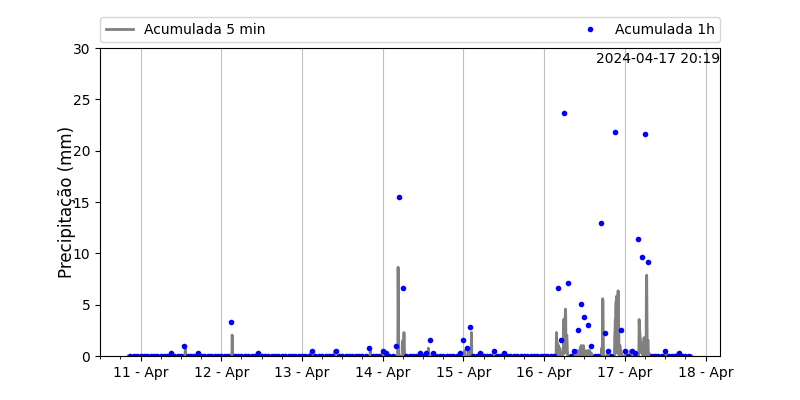 Acumulada 5 min Acumulada 1h
2024-04-17 20:19
Precipitação (mm)
30
25
20
15
10
5
0
11 - Apr 12 - Apr 13 - Apr 14 - Apr 15 - Apr 16 - Apr 17 - Apr 18 - Apr